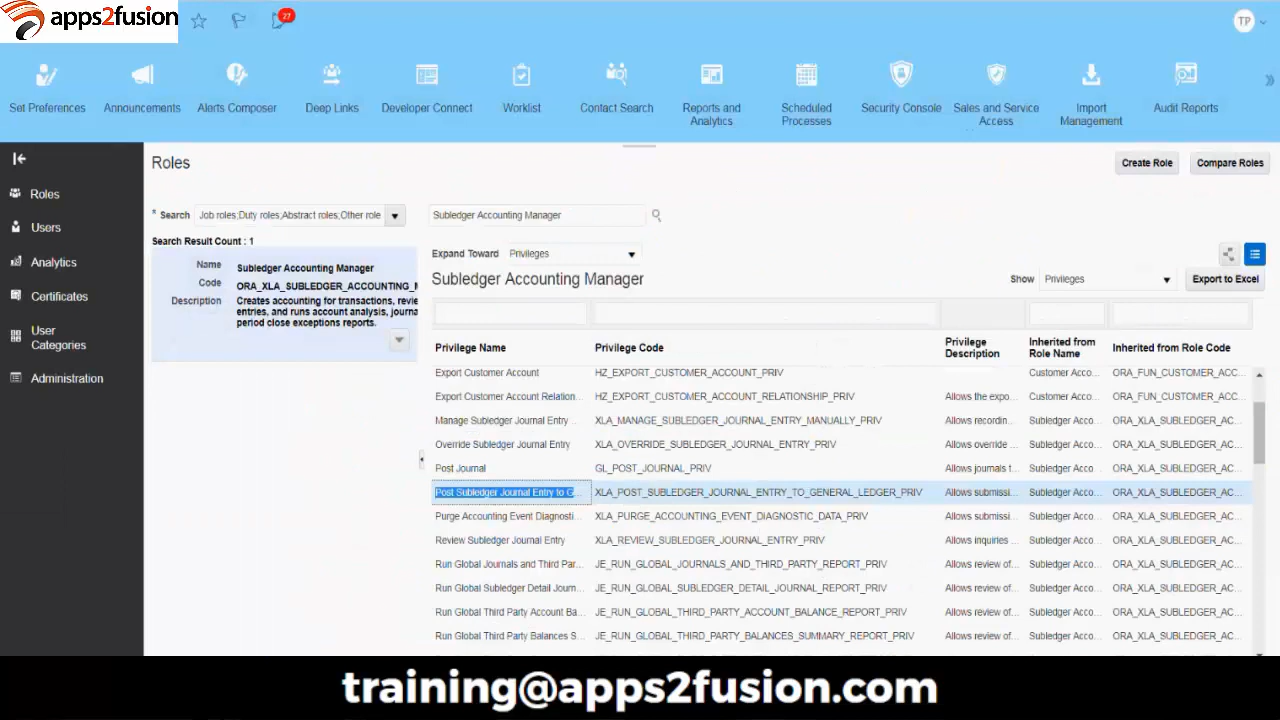 apps2fusion
27
TP
Set Preferences
Announcements
Alerts Composer
Deep Links
Developer Connect
Worklist
Contact Search
Reports and
Analytics
Scheduled
Processes
Security Console
Sales and Service
Access
Import
Management
Audit Reports
Roles
Users
Analytics
Certificates
User
Categories
Administration
Roles
Create Role
Compare Roles
* Search Job roles;Duty roles;Abstract roles;Other role Subledger Accounting Manager
Search Result Count : 1
Name Subledger Accounting Manager
Code ORA_XLA_SUBLEDGER_ACCOUNTING_
Description Creates accounting for transactions, revie
entries, and runs account analysis, journa
period close exceptions reports.
Expand Toward Privileges
Subledger Accounting Manager
Show Privileges Export to Excel
Privilege Name Privilege Code Privilege Description Inherited from Role Name Inherited from Role Code
Export Customer Account HZ_EXPORT_CUSTOMER_ACCOUNT_PRIV Customer Acco... ORA_FUN_CUSTOMER_ACC...
Export Customer Account Relation... HZ_EXPORT_CUSTOMER_ACCOUNT_RELATIONSHIP_PRIV Allows the expo... Customer Acco... ORA_FUN_CUSTOMER_ACC...
Manage Subledger Journal Entry ... XLA_MANAGE_SUBLEDGER_JOURNAL_ENTRY_MANUALLY_PRIV Allows recordin... Subledger Acco... ORA_XLA_SUBLEDGER_AC...
Override Subledger Journal Entry XLA_OVERRIDE_SUBLEDGER_JOURNAL_ENTRY_PRIV Allows override ... Subledger Acco... ORA_XLA_SUBLEDGER_AC...
Post Journal GL_POST_JOURNAL_PRIV Allows journals t... Subledger Acco... ORA_XLA_SUBLEDGER_AC...
Post Subledger Journal Entry to G... XLA_POST_SUBLEDGER_JOURNAL_ENTRY_TO_GENERAL_LEDGER_PRIV Allows submissi... Subledger Acco... ORA_XLA_SUBLEDGER_AC...
Purge Accounting Event Diagnosti... XLA_PURGE_ACCOUNTING_EVENT_DIAGNOSTIC_DATA_PRIV Allows submissi... Subledger Acco... ORA_XLA_SUBLEDGER_AC...
Review Subledger Journal Entry XLA_REVIEW_SUBLEDGER_JOURNAL_ENTRY_PRIV Allows inquiries ... Subledger Acco... ORA_XLA_SUBLEDGER_AC...
Run Global Journals and Third Par... JE_RUN_GLOBAL_JOURNALS_AND_THIRD_PARTY_REPORT_PRIV Allows review of... Subledger Acco... ORA_XLA_SUBLEDGER_AC...
Run Global Subledger Detail Journ... JE_RUN_GLOBAL_SUBLEDGER_DETAIL_JOURNAL_REPORT_PRIV Allows review of... Subledger Acco... ORA_XLA_SUBLEDGER_AC...
Run Global Third Party Account Ba... JE_RUN_GLOBAL_THIRD_PARTY_ACCOUNT_BALANCE_REPORT_PRIV Allows review of... Subledger Acco... ORA_XLA_SUBLEDGER_AC...
Run Global Third Party Balances S... JE_RUN_GLOBAL_THIRD_PARTY_BALANCES_SUMMARY_REPORT_PRIV Allows review of... Subledger Acco... ORA_XLA_SUBLEDGER_AC...
training@apps2fusion.com